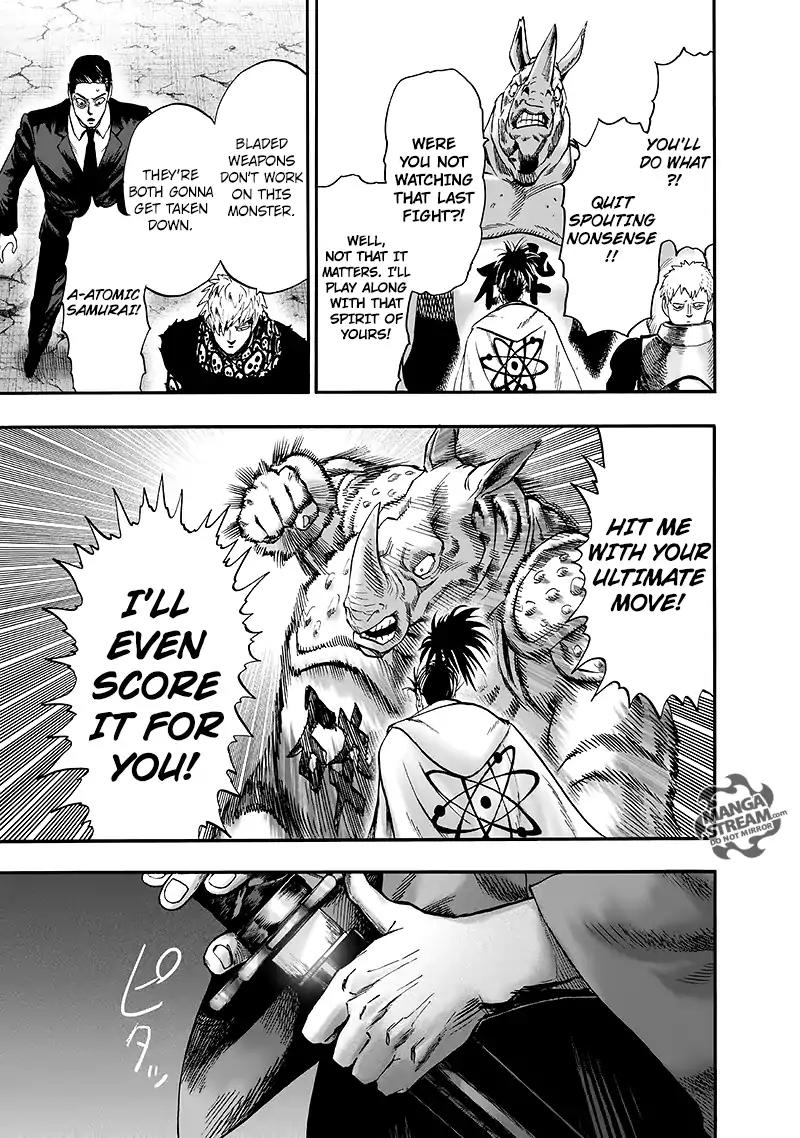 YOU'LL
DO WHAT
?!
QUIT
SPOUTING
NONSENSE
!!
WERE
YOU NOT
WATCHING
THAT LAST
FIGHT?!
WELL,
NOT THAT IT
MATTERS. I'LL
PLAY ALONG
WITH THAT
SPIRIT OF
YOURS!
BLADED
WEAPONS
DON'T WORK
ON THIS
MONSTER.
THEY'RE
BOTH GONNA
GET TAKEN
DOWN.
A-ATOMIC
SAMURAI!
HIT ME
WITH YOUR
ULTIMATE
MOVE!
I'LL
EVEN
SCORE
IT FOR
YOU!
MANGA
STREAM.com
DO NOT MIRROR
ピタッ